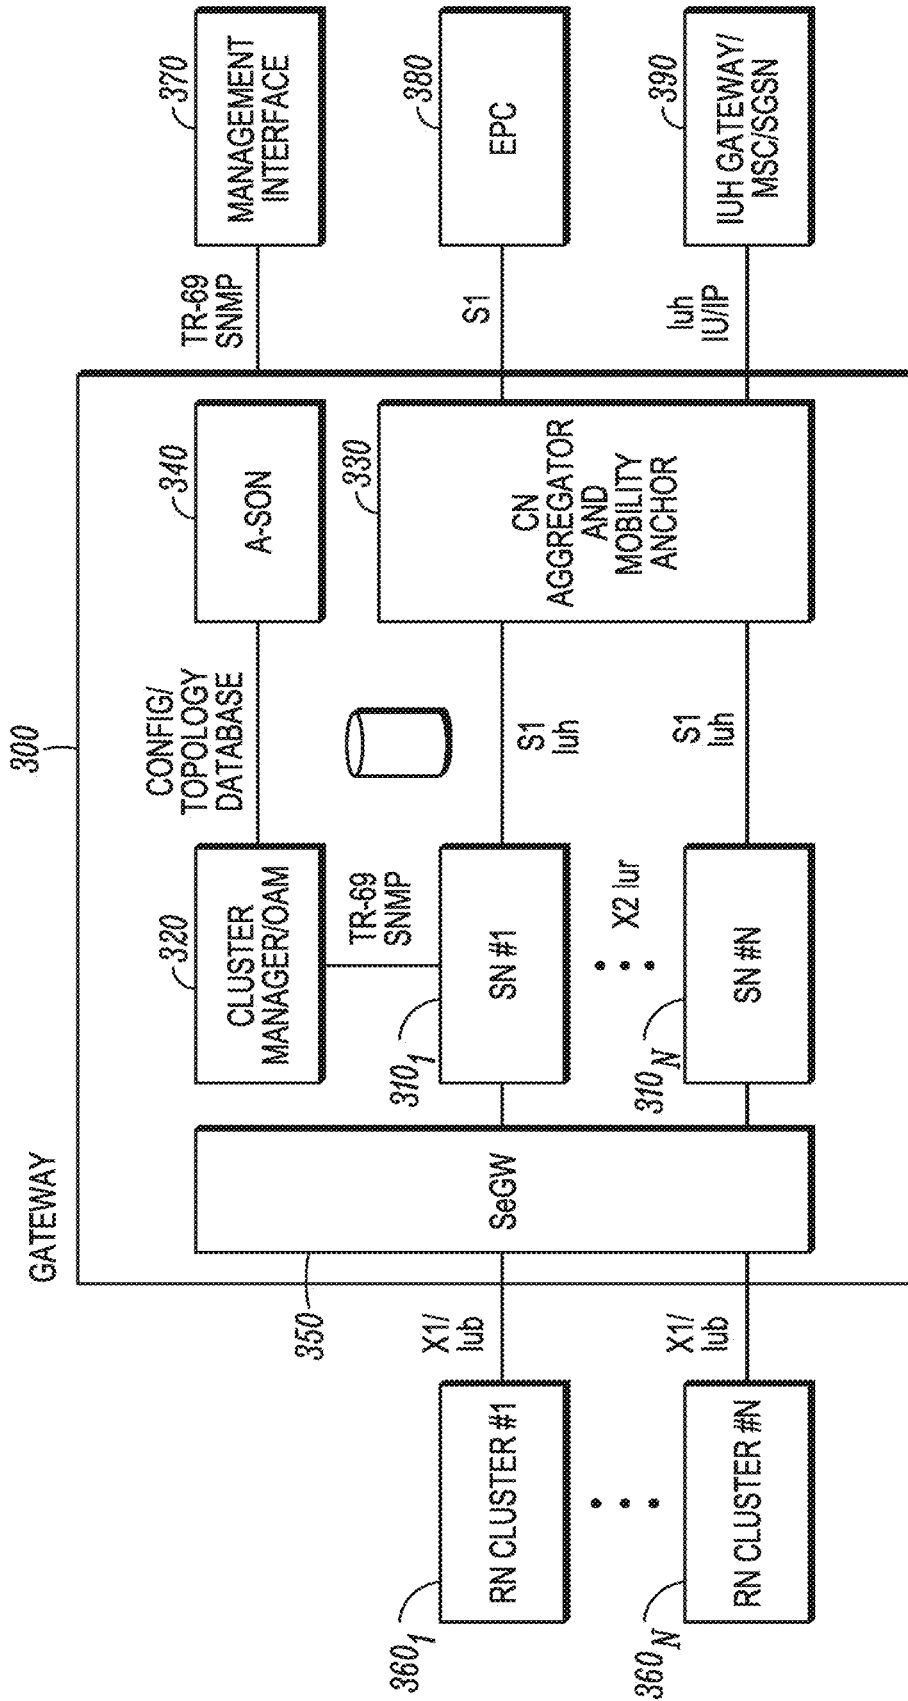 GATEWAY
300
RN CLUSTER #1
360₁
RN CLUSTER #N
360N
X1/
Iub
X1/
Iub
350
SeGW
320
CLUSTER
MANAGER/OAM
TR-69
SNMP
SN #1
310₁
X2 Iur
SN #N
310N
CONFIG/
TOPOLOGY
DATABASE
S1
Iuh
S1
Iuh
340
A-SON
330
CN
AGGREGATOR
AND
MOBILITY
ANCHOR
TR-69
SNMP
S1
Iuh
IU/IP
370
MANAGEMENT
INTERFACE
380
EPC
390
IUH GATEWAY/
MSC/SGSN